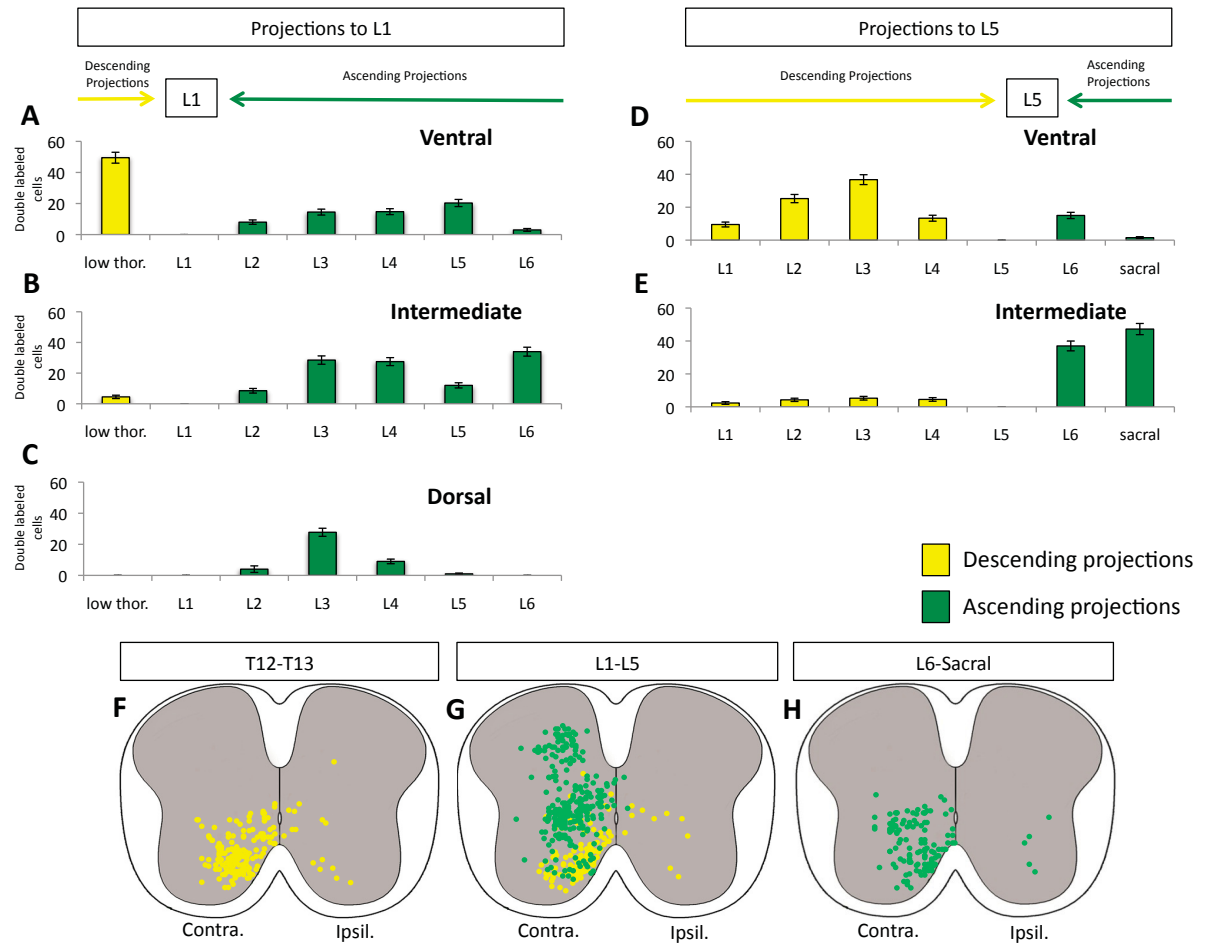 Projections to L1
Projections to L5
Descending
Projections
L1
Ascending Projections
Descending Projections
L5
Ascending
Projections
A
Ventral
Double labeled
cells
60
40
20
0
low thor.
L1
L2
L3
L4
L5
L6
D
Ventral
60
40
20
0
L1
L2
L3
L4
L5
L6
sacral
B
Intermediate
Double labeled
cells
60
40
20
0
low thor.
L1
L2
L3
L4
L5
L6
E
Intermediate
60
40
20
0
L1
L2
L3
L4
L5
L6
sacral
C
Dorsal
Double labeled
cells
60
40
20
0
low thor.
L1
L2
L3
L4
L5
L6
Descending projections
Ascending projections
T12-T13
L1-L5
L6-Sacral
F
G
H
Contra.
Ipsil.
Contra.
Ipsil.
Contra.
Ipsil.